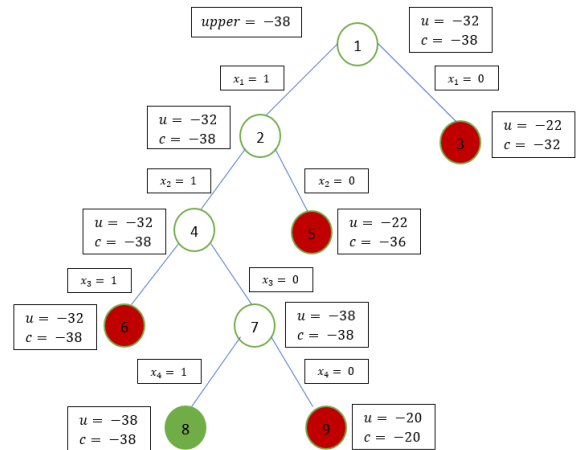 upper = −38
u = −32
c = −38
1
x₁ = 1
x₁ = 0
u = −32
c = −38
2
3
u = −22
c = −32
x₂ = 1
x₂ = 0
u = −32
c = −38
4
5
u = −22
c = −36
x₃ = 1
x₃ = 0
u = −32
c = −38
6
7
u = −38
c = −38
x₄ = 1
x₄ = 0
u = −38
c = −38
8
9
u = −20
c = −20